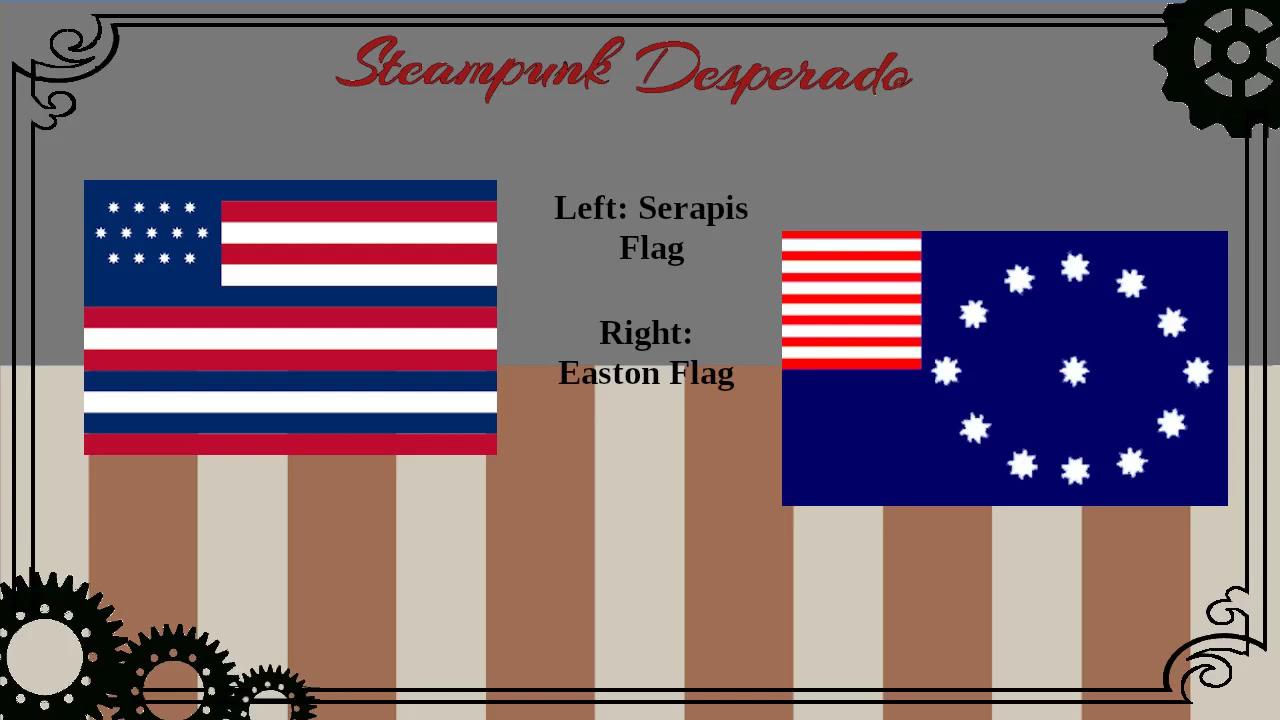 Steampunk Desperado
Left: Serapis
Flag
Right:
Easton Flag